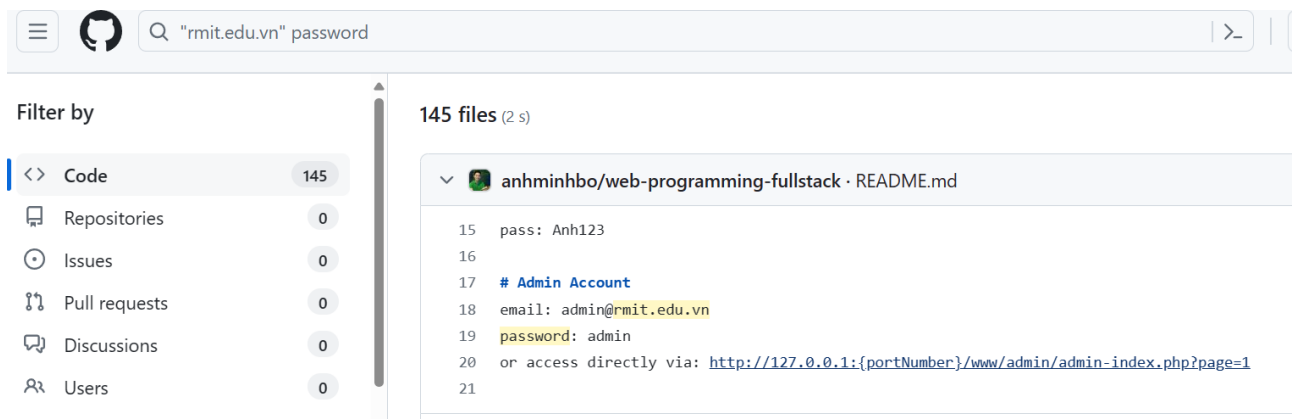 "rmit.edu.vn" password
Filter by
Code 145
Repositories 0
Issues 0
Pull requests 0
Discussions 0
Users 0
145 files (2 s)
anhminhbo/web-programming-fullstack · README.md
15 pass: Anh123
16
17 # Admin Account
18 email: admin@rmit.edu.vn
19 password: admin
20 or access directly via: http://127.0.0.1:{portNumber}/www/admin/admin-index.php?page=1
21